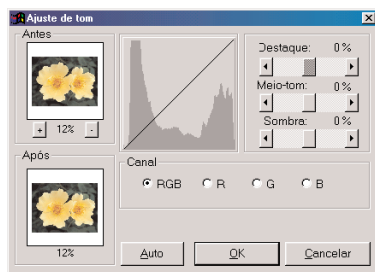 Ajuste de tom
Antes
+ 12% -
Após
12%
Destaque: 0%
Meio-tom: 0%
Sombra: 0%
Canal
RGB R G B
Auto OK Cancelar